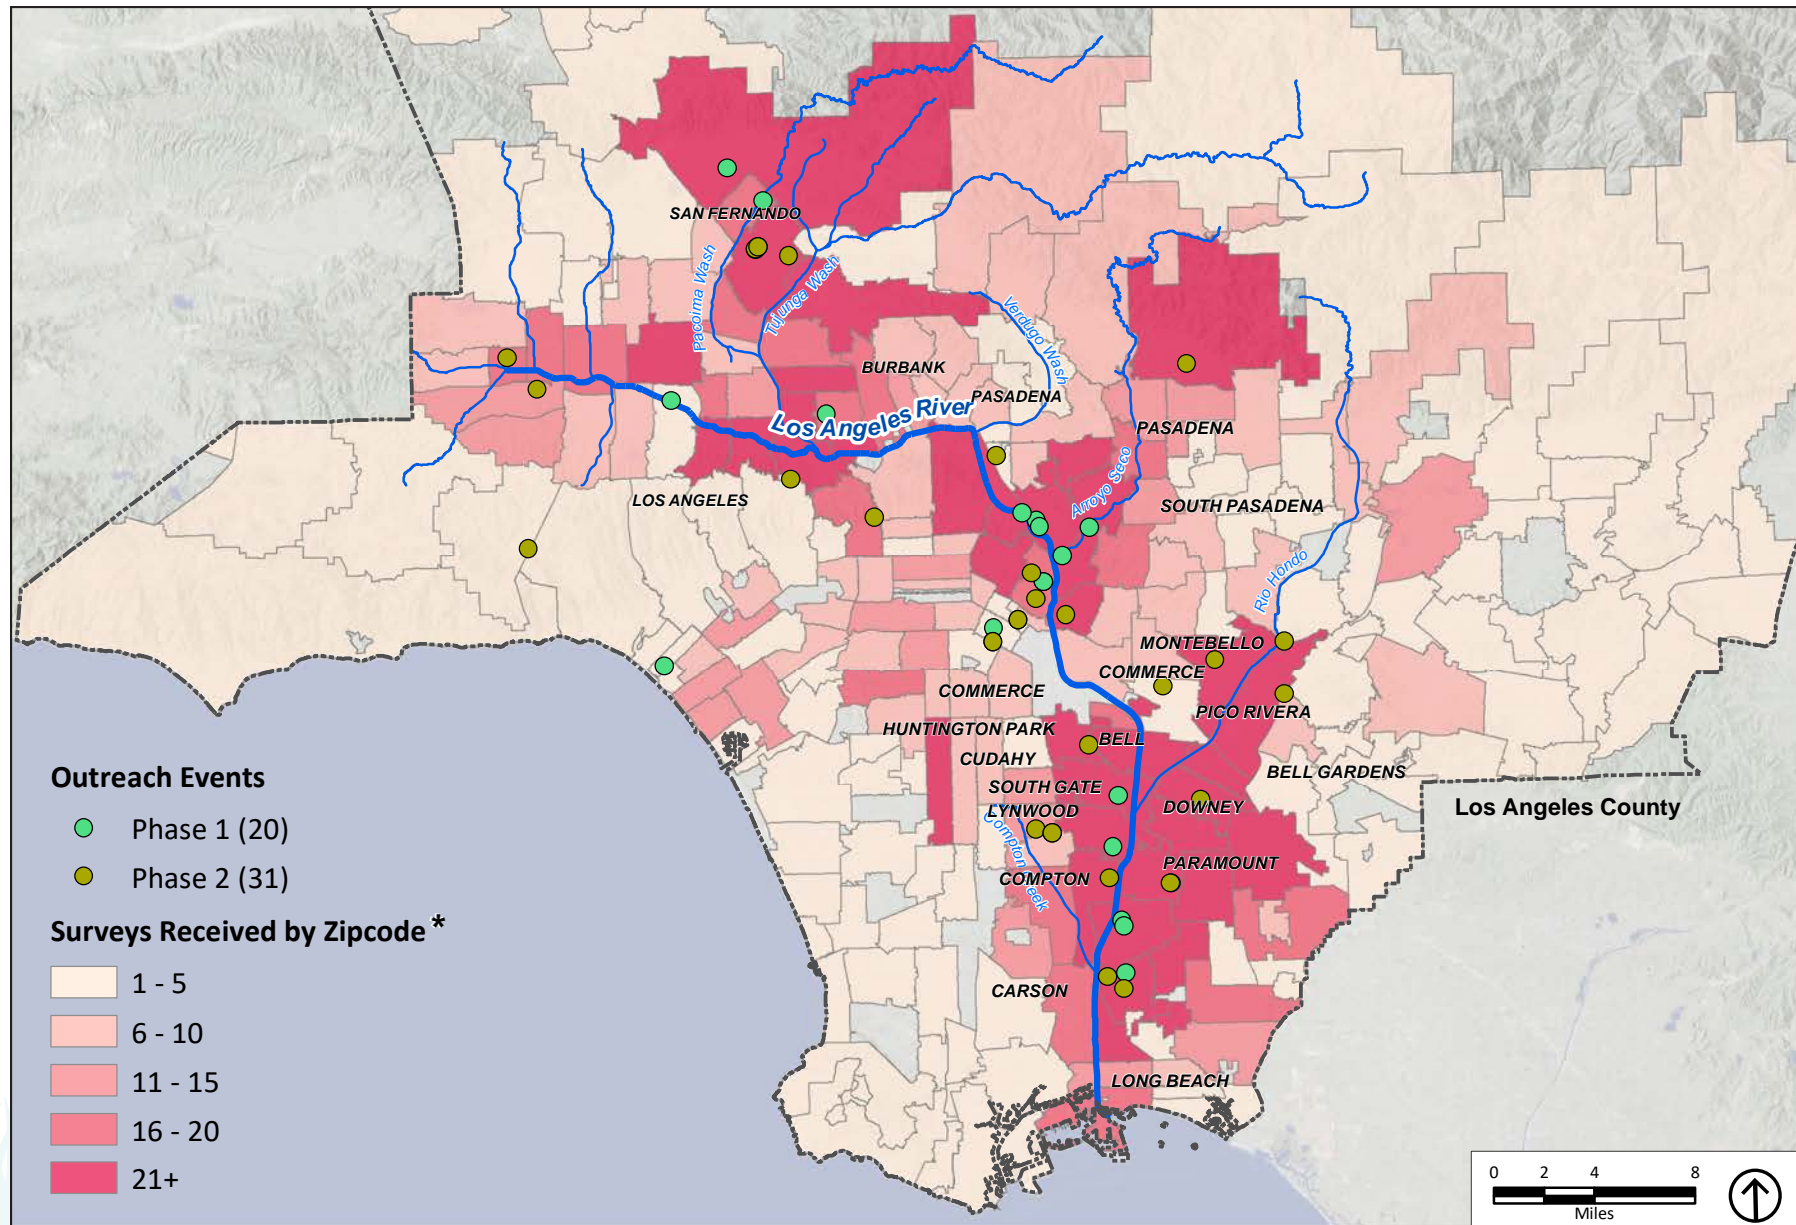 SAN FERNANDO
Pacoima Wash
Tujunga Wash
Verdugo Wash
BURBANK
PASADENA
Los Angeles River
PASADENA
Arroyo Seco
LOS ANGELES
SOUTH PASADENA
Rio Hondo
MONTEBELLO
COMMERCE
COMMERCE
PICO RIVERA
HUNTINGTON PARK
BELL
CUDAHY
BELL GARDENS
SOUTH GATE
DOWNEY
LYNWOOD
Los Angeles County
Compton Creek
PARAMOUNT
COMPTON
CARSON
LONG BEACH
Outreach Events
Phase 1 (20)
Phase 2 (31)
Surveys Received by Zipcode *
1 - 5
6 - 10
11 - 15
16 - 20
21+
0 2 4 8
Miles